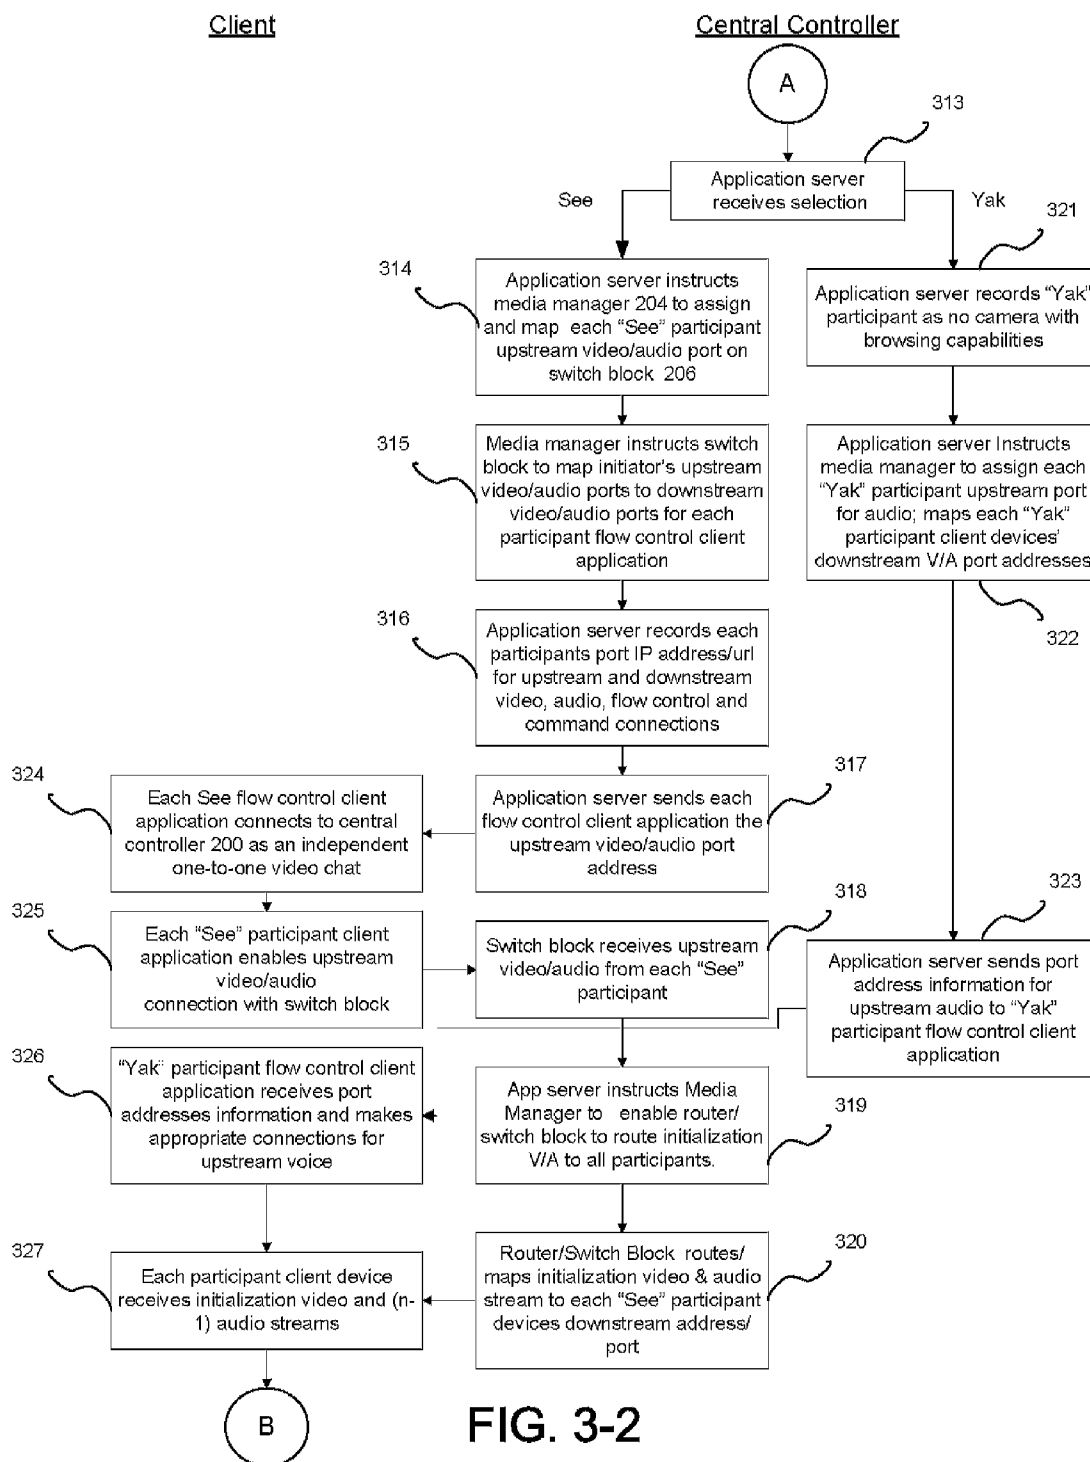 Client
Central Controller
A
313
Application server
receives selection
See
Yak
314
Application server instructs
media manager 204 to assign
and map each "See" participant
upstream video/audio port on
switch block 206
321
Application server records "Yak"
participant as no camera with
browsing capabilities
315
Media manager instructs switch
block to map initiator's upstream
video/audio ports to downstream
video/audio ports for each
participant flow control client
application
Application server Instructs
media manager to assign each
"Yak" participant upstream port
for audio; maps each "Yak"
participant client devices'
downstream V/A port addresses
322
316
Application server records each
participants port IP address/url
for upstream and downstream
video, audio, flow control and
command connections
317
Application server sends each
flow control client application the
upstream video/audio port
address
324
Each See flow control client
application connects to central
controller 200 as an independent
one-to-one video chat
325
Each "See" participant client
application enables upstream
video/audio
connection with switch block
318
Switch block receives upstream
video/audio from each "See"
participant
323
Application server sends port
address information for
upstream audio to "Yak"
participant flow control client
application
326
"Yak" participant flow control client
application receives port
addresses information and makes
appropriate connections for
upstream voice
App server instructs Media
Manager to enable router/
switch block to route initialization
V/A to all participants.
319
327
Each participant client device
receives initialization video and (n-
1) audio streams
Router/Switch Block routes/
maps initialization video & audio
stream to each "See" participant
devices downstream address/
port
320
B
FIG. 3-2